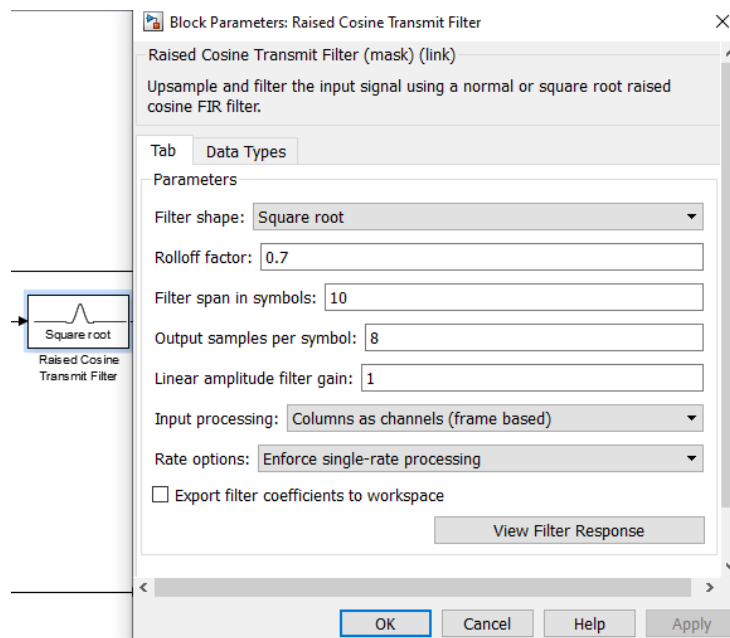 Block Parameters: Raised Cosine Transmit Filter
Raised Cosine Transmit Filter (mask) (link)
Upsample and filter the input signal using a normal or square root raised
cosine FIR filter.
Tab Data Types
Parameters
Filter shape: Square root
Rolloff factor: 0.7
Filter span in symbols: 10
Output samples per symbol: 8
Linear amplitude filter gain: 1
Input processing: Columns as channels (frame based)
Rate options: Enforce single-rate processing
Export filter coefficients to workspace
View Filter Response
OK Cancel Help Apply
Square root
Raised Cosine
Transmit Filter